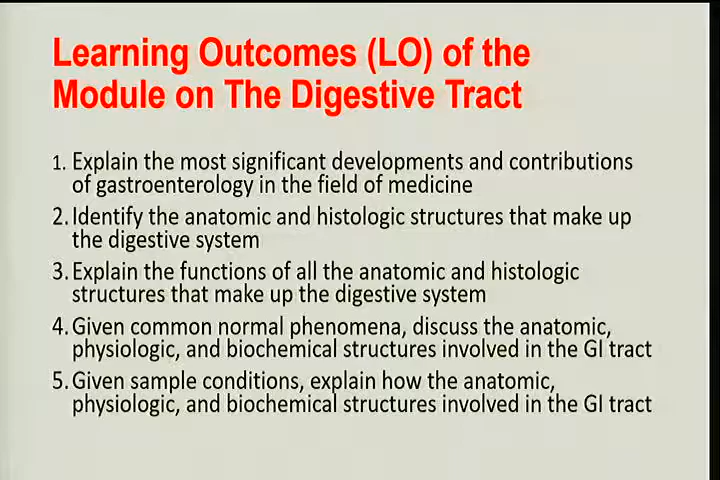 Learning Outcomes (LO) of the
Module on The Digestive Tract
1. Explain the most significant developments and contributions
of gastroenterology in the field of medicine
2. Identify the anatomic and histologic structures that make up
the digestive system
3. Explain the functions of all the anatomic and histologic
structures that make up the digestive system
4. Given common normal phenomena, discuss the anatomic,
physiologic, and biochemical structures involved in the GI tract
5. Given sample conditions, explain how the anatomic,
physiologic, and biochemical structures involved in the GI tract